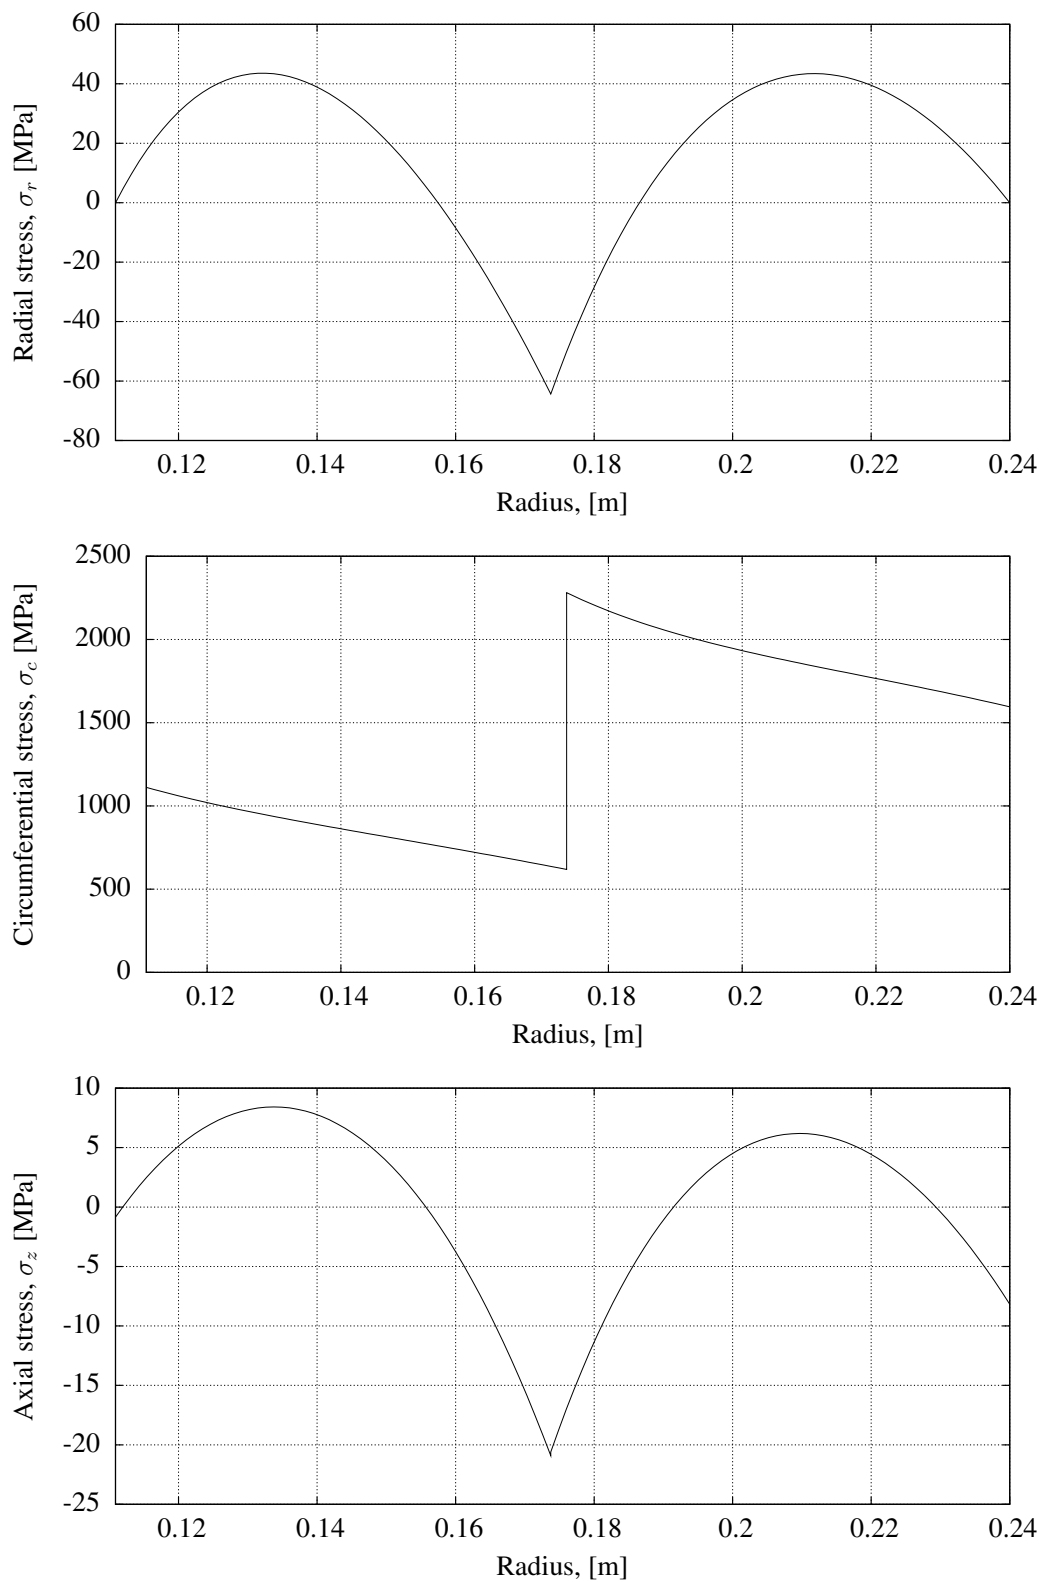 60
40
20
0
-20
-40
-60
-80
Radial stress, σr [MPa]
0.12 0.14 0.16 0.18 0.2 0.22 0.24
Radius, [m]
2500
2000
1500
1000
500
0
Circumferential stress, σc [MPa]
0.12 0.14 0.16 0.18 0.2 0.22 0.24
Radius, [m]
10
5
0
-5
-10
-15
-20
-25
Axial stress, σz [MPa]
0.12 0.14 0.16 0.18 0.2 0.22 0.24
Radius, [m]